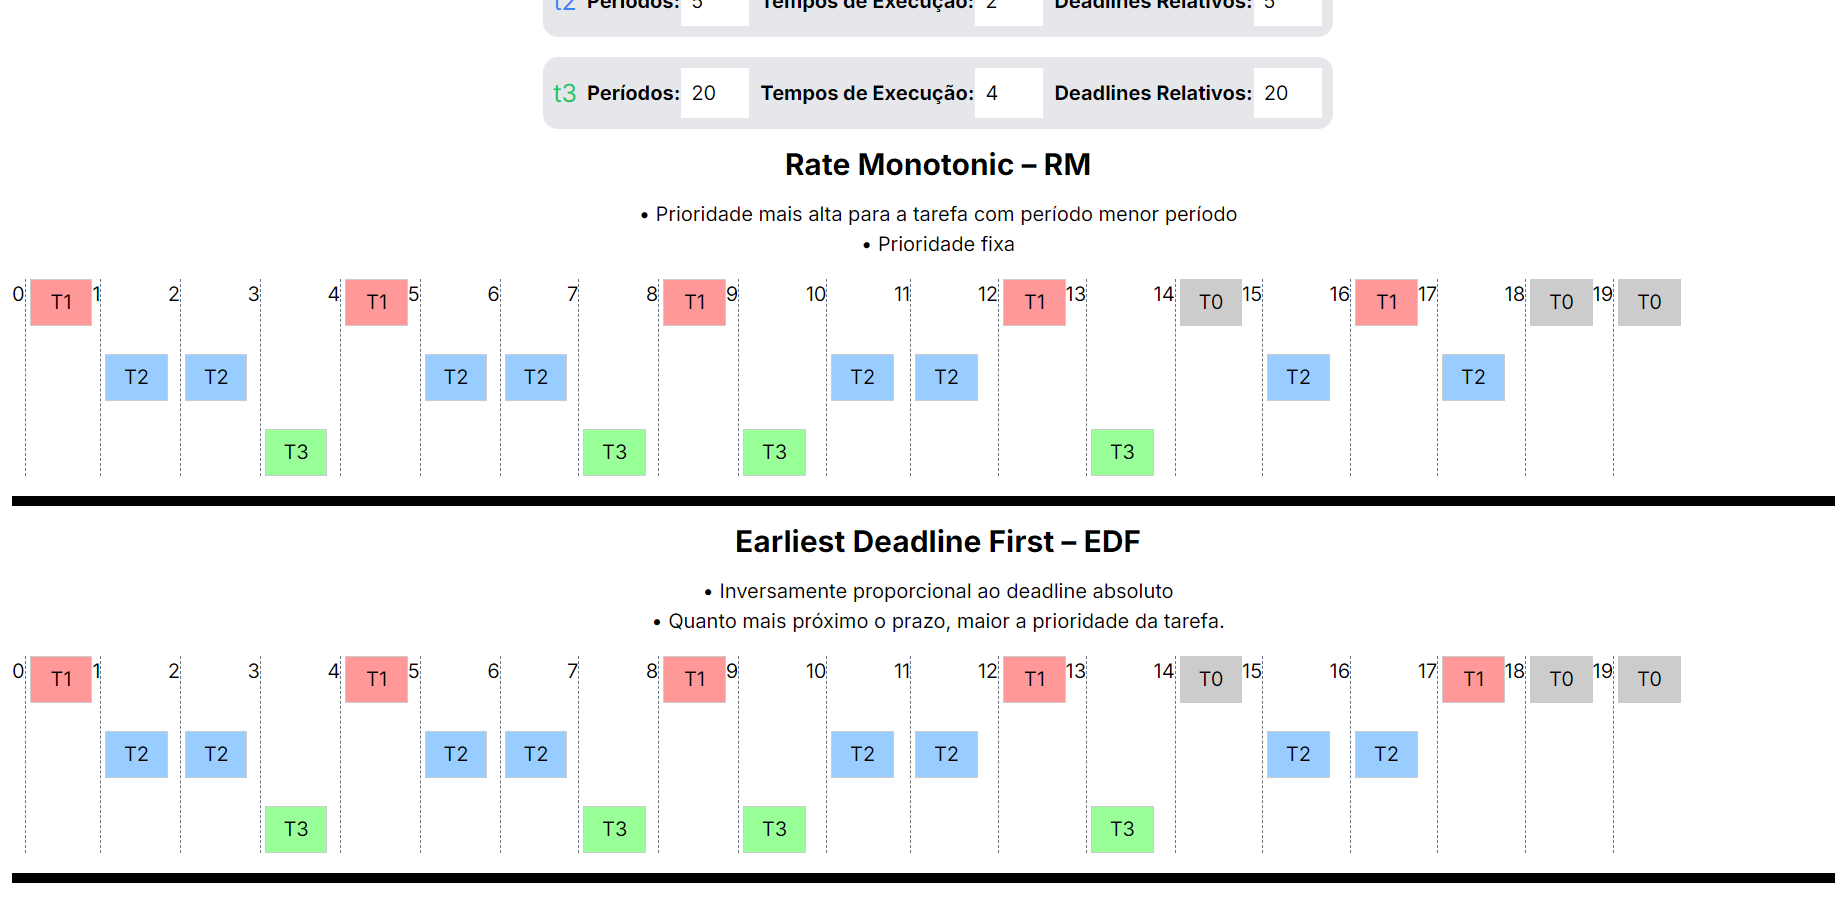 t2 Períodos: 5 Tempos de Execução: 2 Deadlines Relativos: 5
t3 Períodos: 20 Tempos de Execução: 4 Deadlines Relativos: 20
Rate Monotonic – RM
• Prioridade mais alta para a tarefa com período menor período
• Prioridade fixa
0 T1 1 2 3 4 T1 5 6 7 8 T1 9 10 11 12 T1 13 14 T0 15 16 T1 17 18 T0 19 T0
T2 T2 T2 T2 T2 T2 T2 T2
T3 T3 T3 T3
Earliest Deadline First – EDF
• Inversamente proporcional ao deadline absoluto
• Quanto mais próximo o prazo, maior a prioridade da tarefa.
0 T1 1 2 3 4 T1 5 6 7 8 T1 9 10 11 12 T1 13 14 T0 15 16 17 T1 18 T0 19 T0
T2 T2 T2 T2 T2 T2 T2 T2
T3 T3 T3 T3